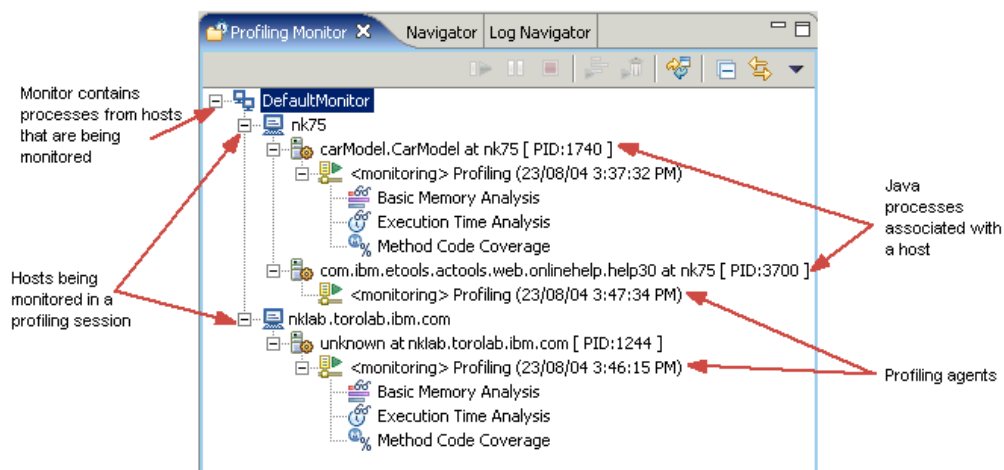 Profiling Monitor
Navigator
Log Navigator
Monitor contains
processes from hosts
that are being
monitored
DefaultMonitor
nk75
carModel.CarModel at nk75 [ PID:1740 ]
<monitoring> Profiling (23/08/04 3:37:32 PM)
Basic Memory Analysis
Execution Time Analysis
Method Code Coverage
Java
processes
associated with
a host
com.ibm.etools.actools.web.onlinehelp.help30 at nk75 [ PID:3700 ]
<monitoring> Profiling (23/08/04 3:47:34 PM)
Hosts being
monitored in a
profiling session
nklab.torolab.ibm.com
unknown at nklab.torolab.ibm.com [ PID:1244 ]
<monitoring> Profiling (23/08/04 3:46:15 PM)
Profiling agents
Basic Memory Analysis
Execution Time Analysis
Method Code Coverage